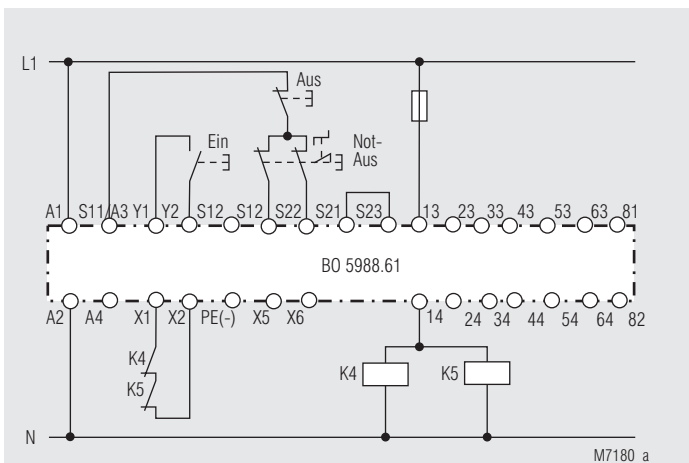 L1
Aus
Ein
Not-
Aus
A1 S11/A3 Y1 Y2 S12 S12 S22 S21 S23 13 23 33 43 53 63 81
BO 5988.61
A2 A4 X1 X2 PE(-) X5 X6 14 24 34 44 54 64 82
K4
K5
K4 K5
N
M7180_a